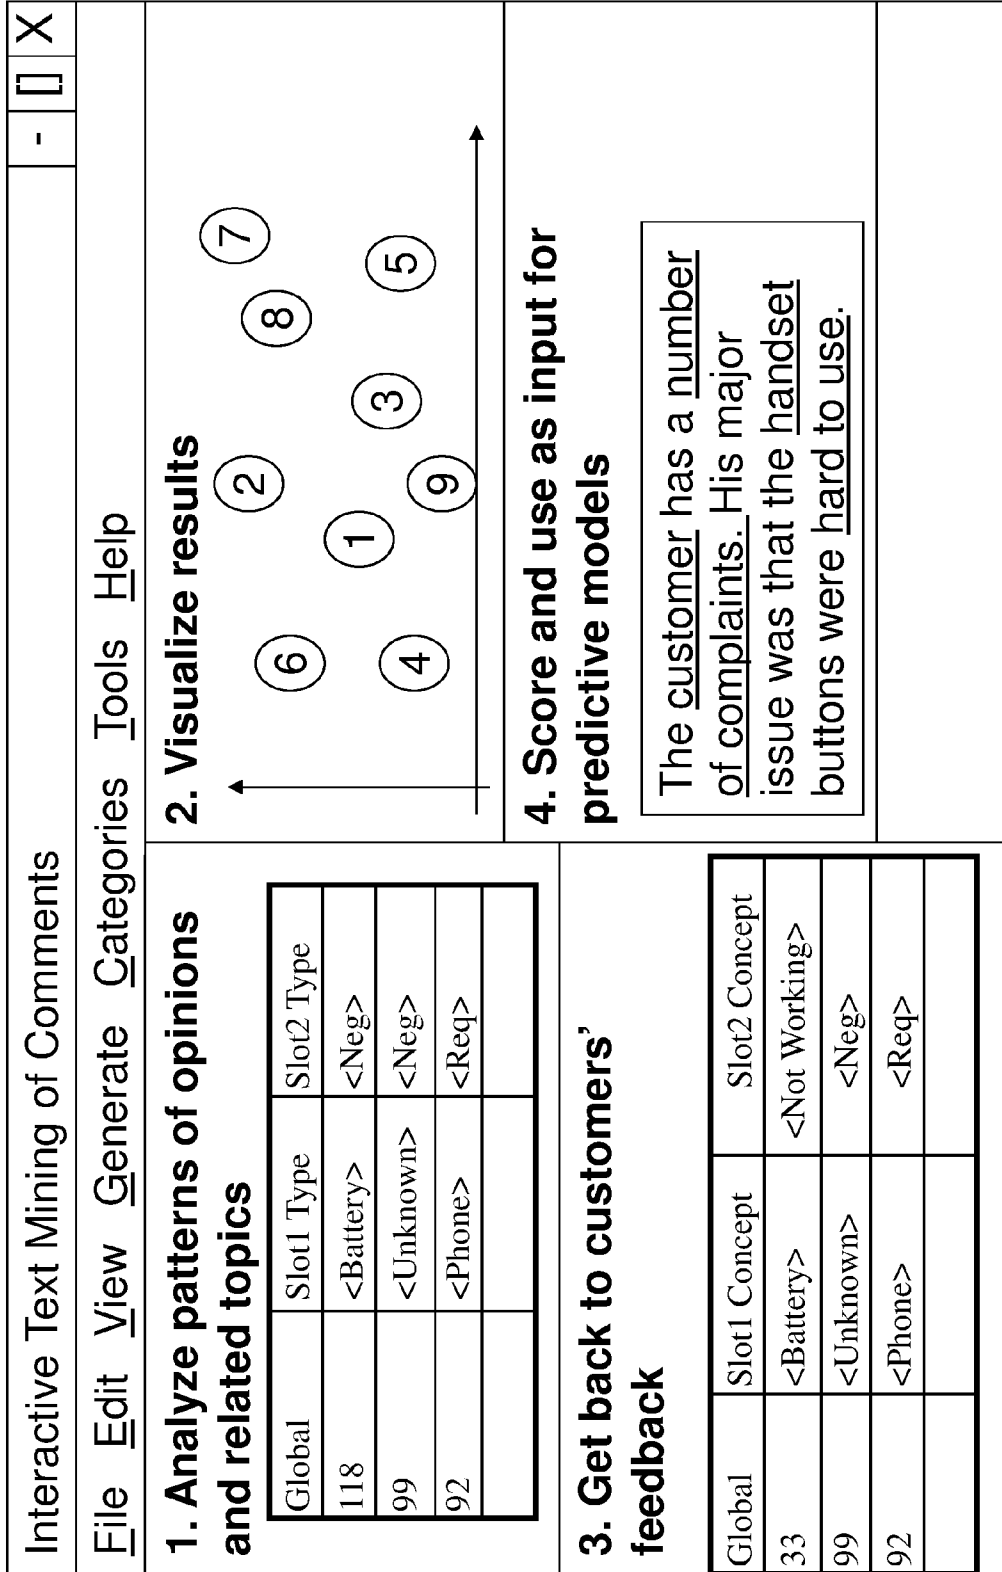 Interactive Text Mining of Comments - [] X
File Edit View Generate Categories Tools Help
1. Analyze patterns of opinions
and related topics
Global Slot1 Type Slot2 Type
118 <Battery> <Neg>
99 <Unknown> <Neg>
92 <Phone> <Req>
2. Visualize results
6
4
1
2
9
3
8
5
7
3. Get back to customers’
feedback
Global Slot1 Concept Slot2 Concept
33 <Battery> <Not Working>
99 <Unknown> <Neg>
92 <Phone> <Req>
4. Score and use as input for
predictive models
The customer has a number
of complaints. His major
issue was that the handset
buttons were hard to use.